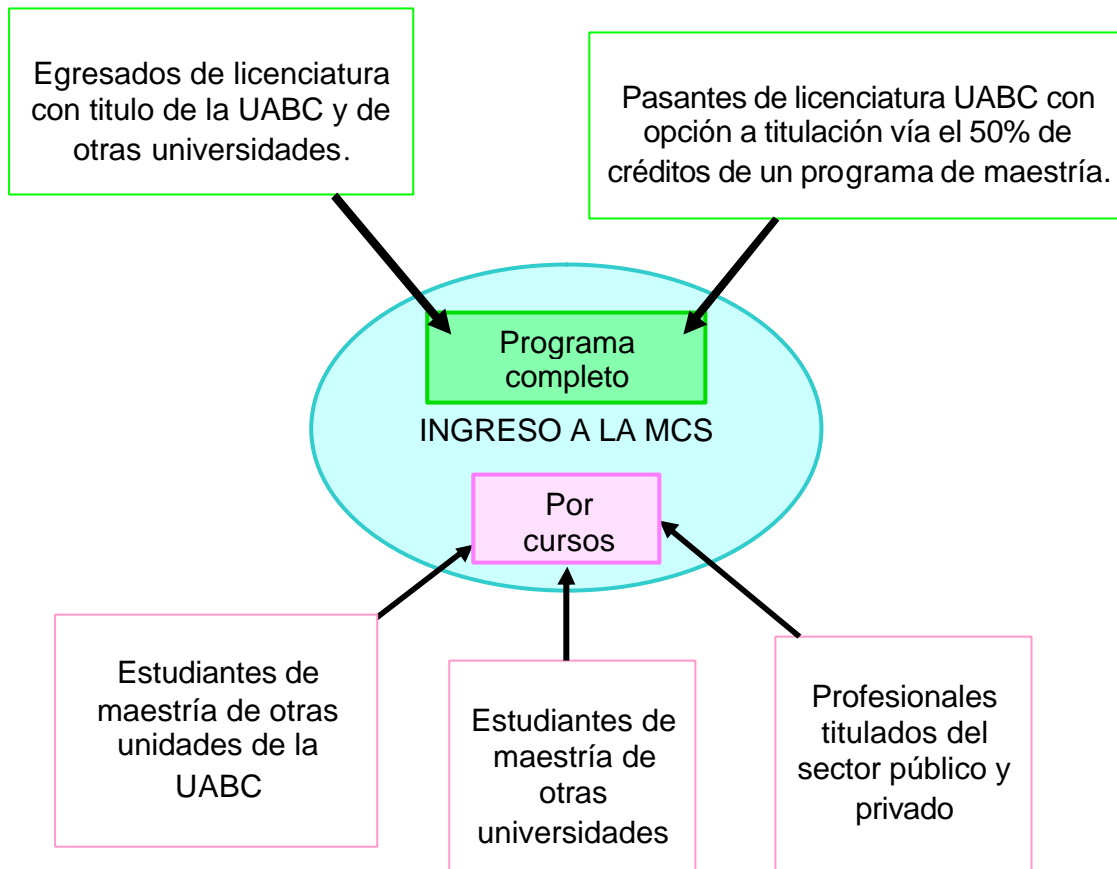 Egresados de licenciatura
con titulo de la UABC y de
otras universidades.
Pasantes de licenciatura UABC con
opción a titulación vía el 50% de
créditos de un programa de maestría.
Programa
completo
INGRESO A LA MCS
Por
cursos
Estudiantes de
maestría de otras
unidades de la
UABC
Estudiantes de
maestría de
otras
universidades
Profesionales
titulados del
sector público y
privado